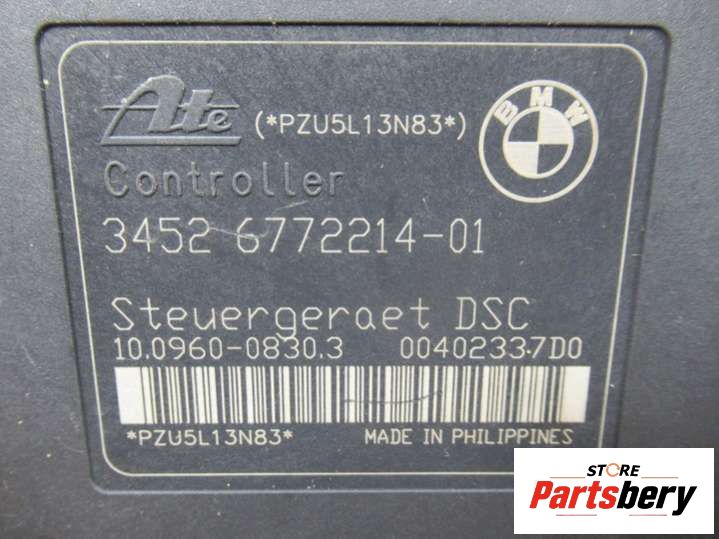 Ate (*PZU5L13N83*) BMW
Controller
3452 6772214-01
Steuergeraet DSC
10.0960-0830.3 00402337D0
*PZU5L13N83* MADE IN PHILIPPINES
STORE
Partsbery